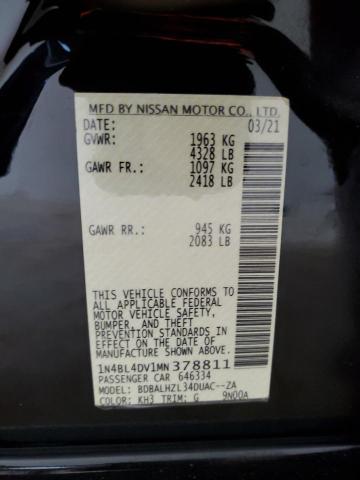 MFD BY NISSAN MOTOR CO., LTD.
DATE: 03/21
GVWR: 1963 KG
4328 LB
GAWR FR.: 1097 KG
2418 LB
GAWR RR.: 945 KG
2083 LB
THIS VEHICLE CONFORMS TO
ALL APPLICABLE FEDERAL
MOTOR VEHICLE SAFETY,
BUMPER, AND THEFT
PREVENTION STANDARDS IN
EFFECT ON THE DATE OF
MANUFACTURE SHOWN ABOVE.
1N4BL4DV1MN378811
PASSENGER CAR 646334
MODEL: BDBALHZL34DUAC--ZA
COLOR: KH3 TRIM: G 9N00A